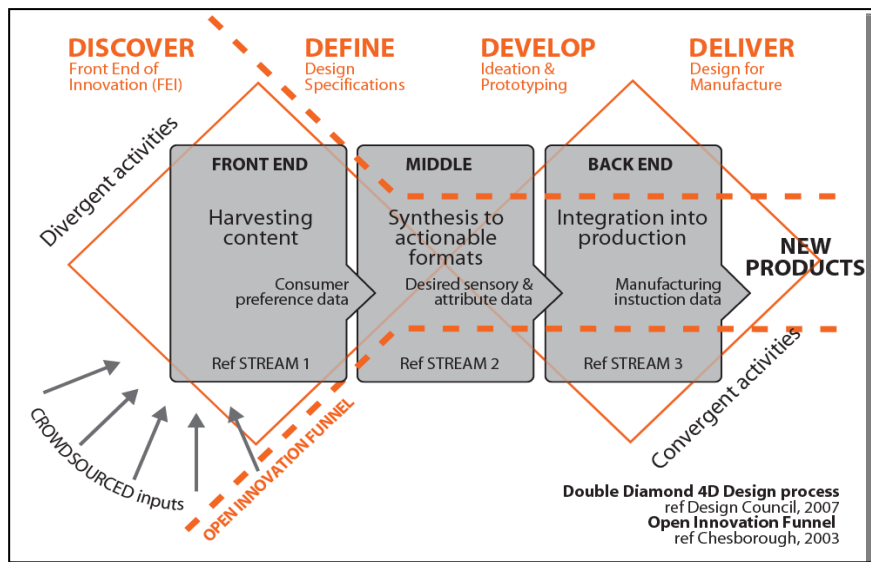 DISCOVER
Front End of
Innovation (FEI)
DEFINE
Design
Specifications
DEVELOP
Ideation &
Prototyping
DELIVER
Design for
Manufacture
Divergent activities
FRONT END
Harvesting
content
Consumer
preference data
Ref STREAM 1
MIDDLE
Synthesis to
actionable
formats
Desired sensory &
attribute data
Ref STREAM 2
BACK END
Integration into
production
Manufacturing
instuction data
Ref STREAM 3
NEW
PRODUCTS
CROWDSOURCED inputs
OPEN INNOVATION FUNNEL
Convergent activities
Double Diamond 4D Design process
ref Design Council, 2007
Open Innovation Funnel
ref Chesborough, 2003